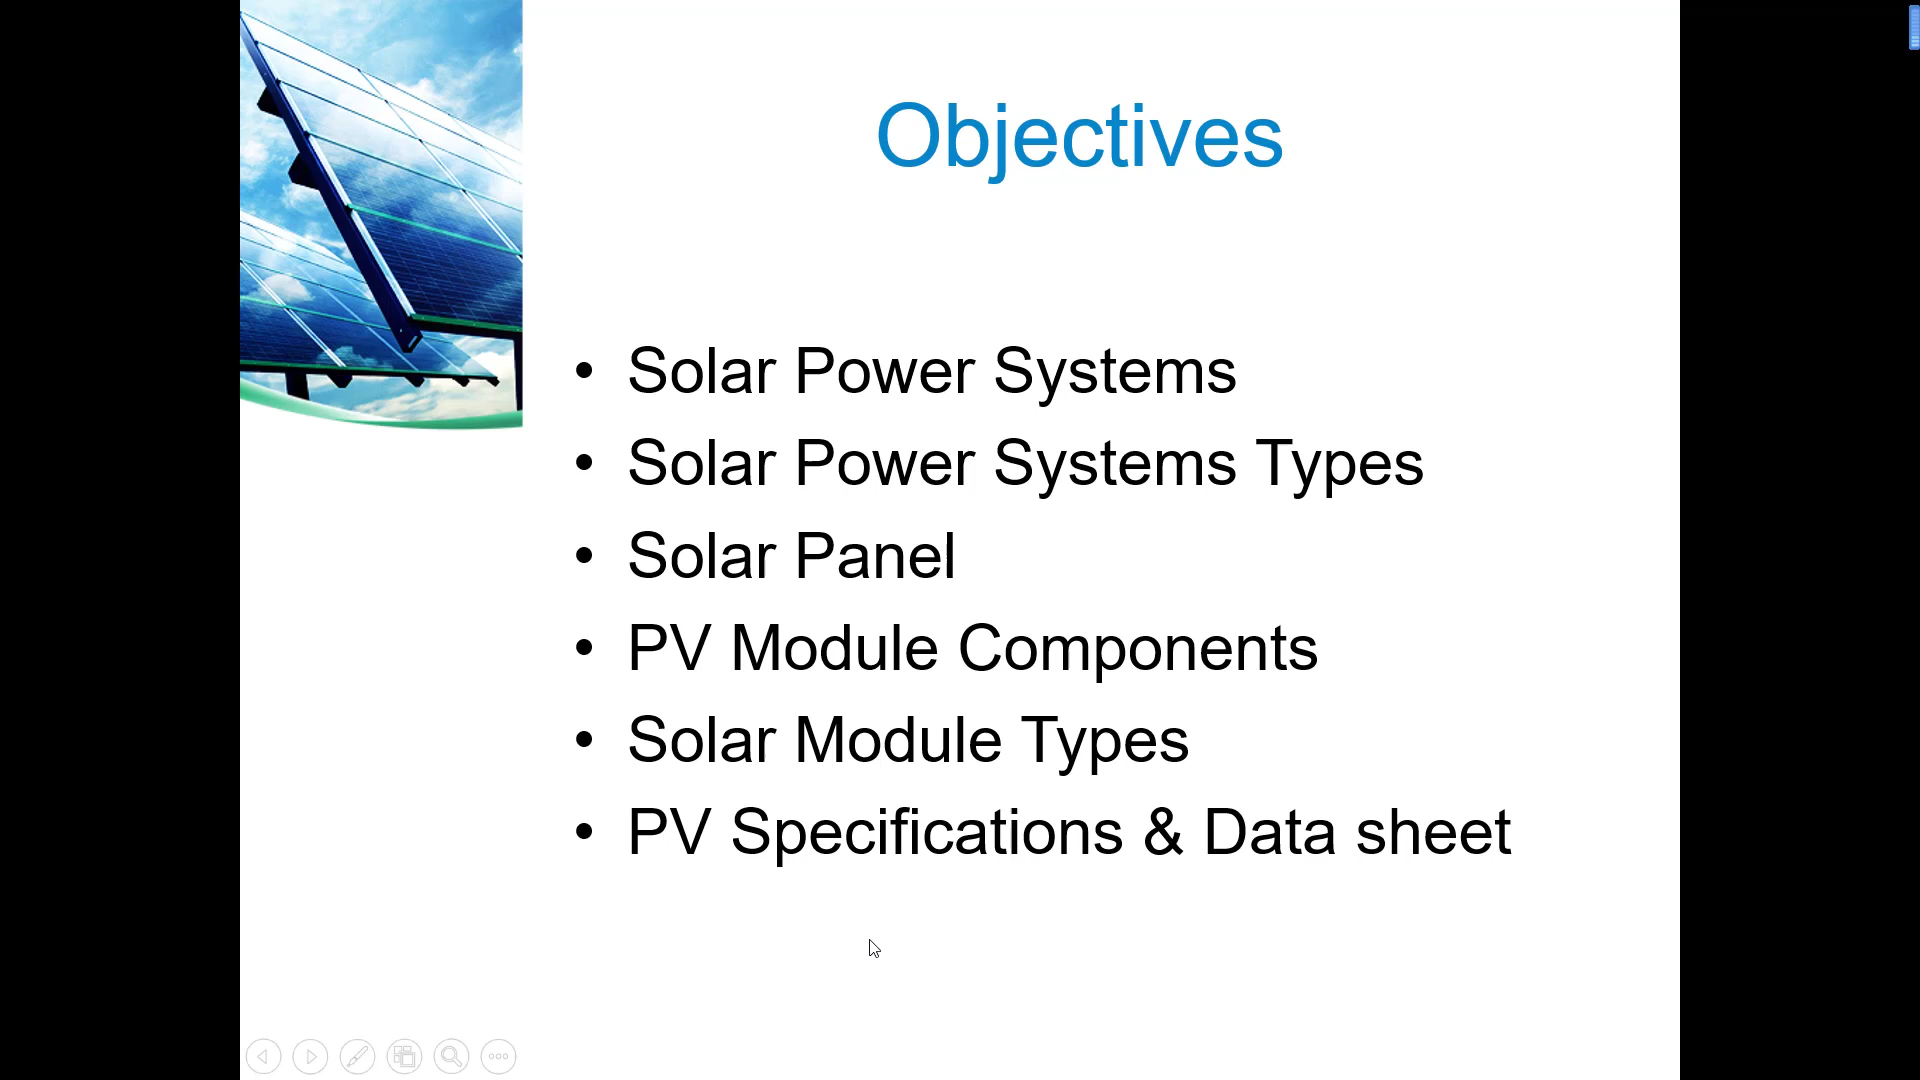 Objectives
• Solar Power Systems
• Solar Power Systems Types
• Solar Panel
• PV Module Components
• Solar Module Types
• PV Specifications & Data sheet